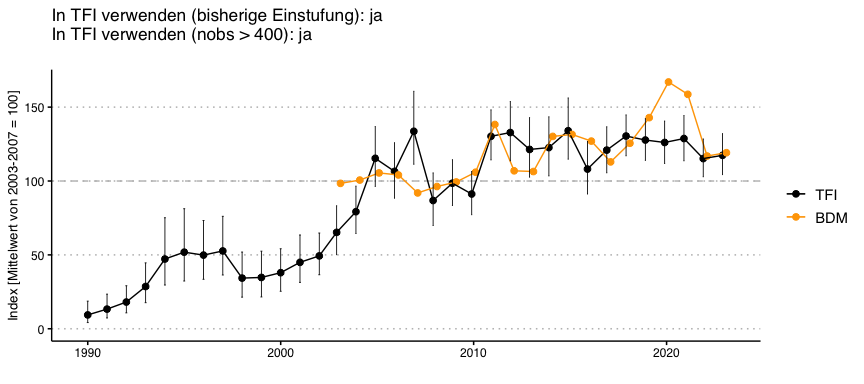 In TFI verwenden (bisherige Einstufung): ja
In TFI verwenden (nobs > 400): ja
Index [Mittelwert von 2003-2007 = 100]
150
100
50
0
1990
2000
2010
2020
TFI
BDM